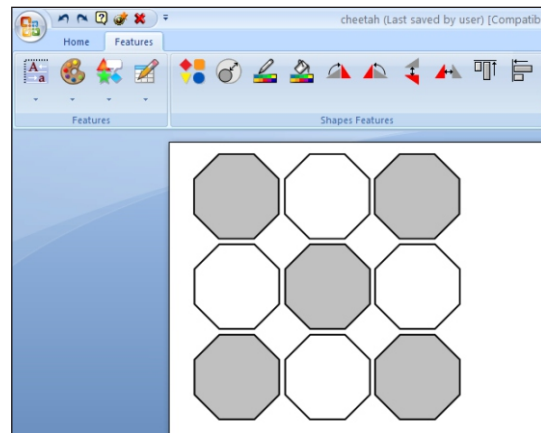 cheetah (Last saved by user) [Compatib
Home Features
Features Shapes Features